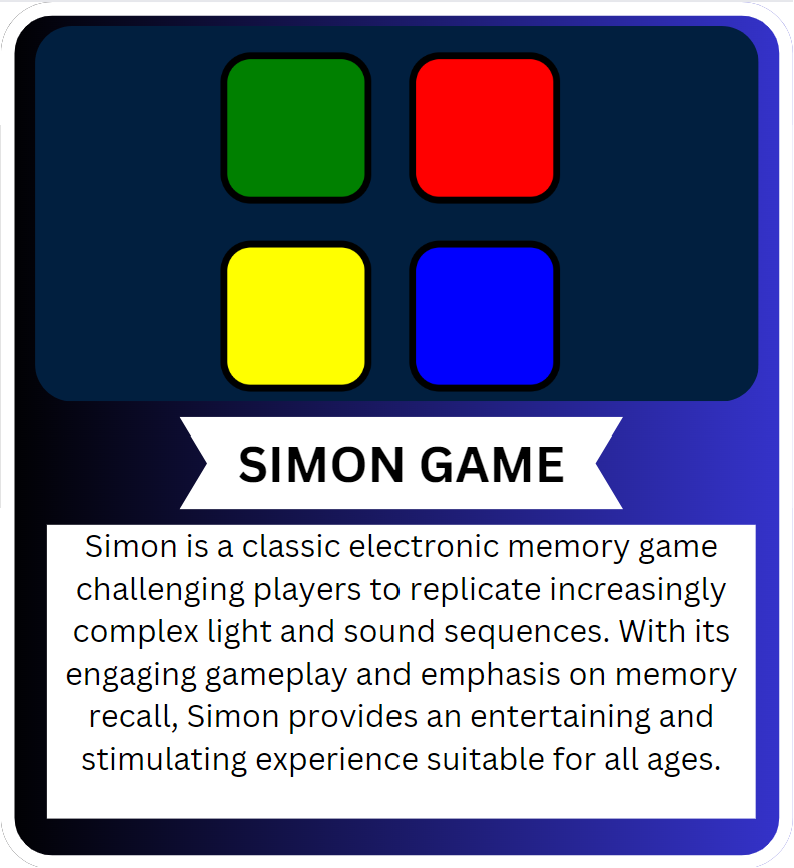 SIMON GAME
Simon is a classic electronic memory game
challenging players to replicate increasingly
complex light and sound sequences. With its
engaging gameplay and emphasis on memory
recall, Simon provides an entertaining and
stimulating experience suitable for all ages.